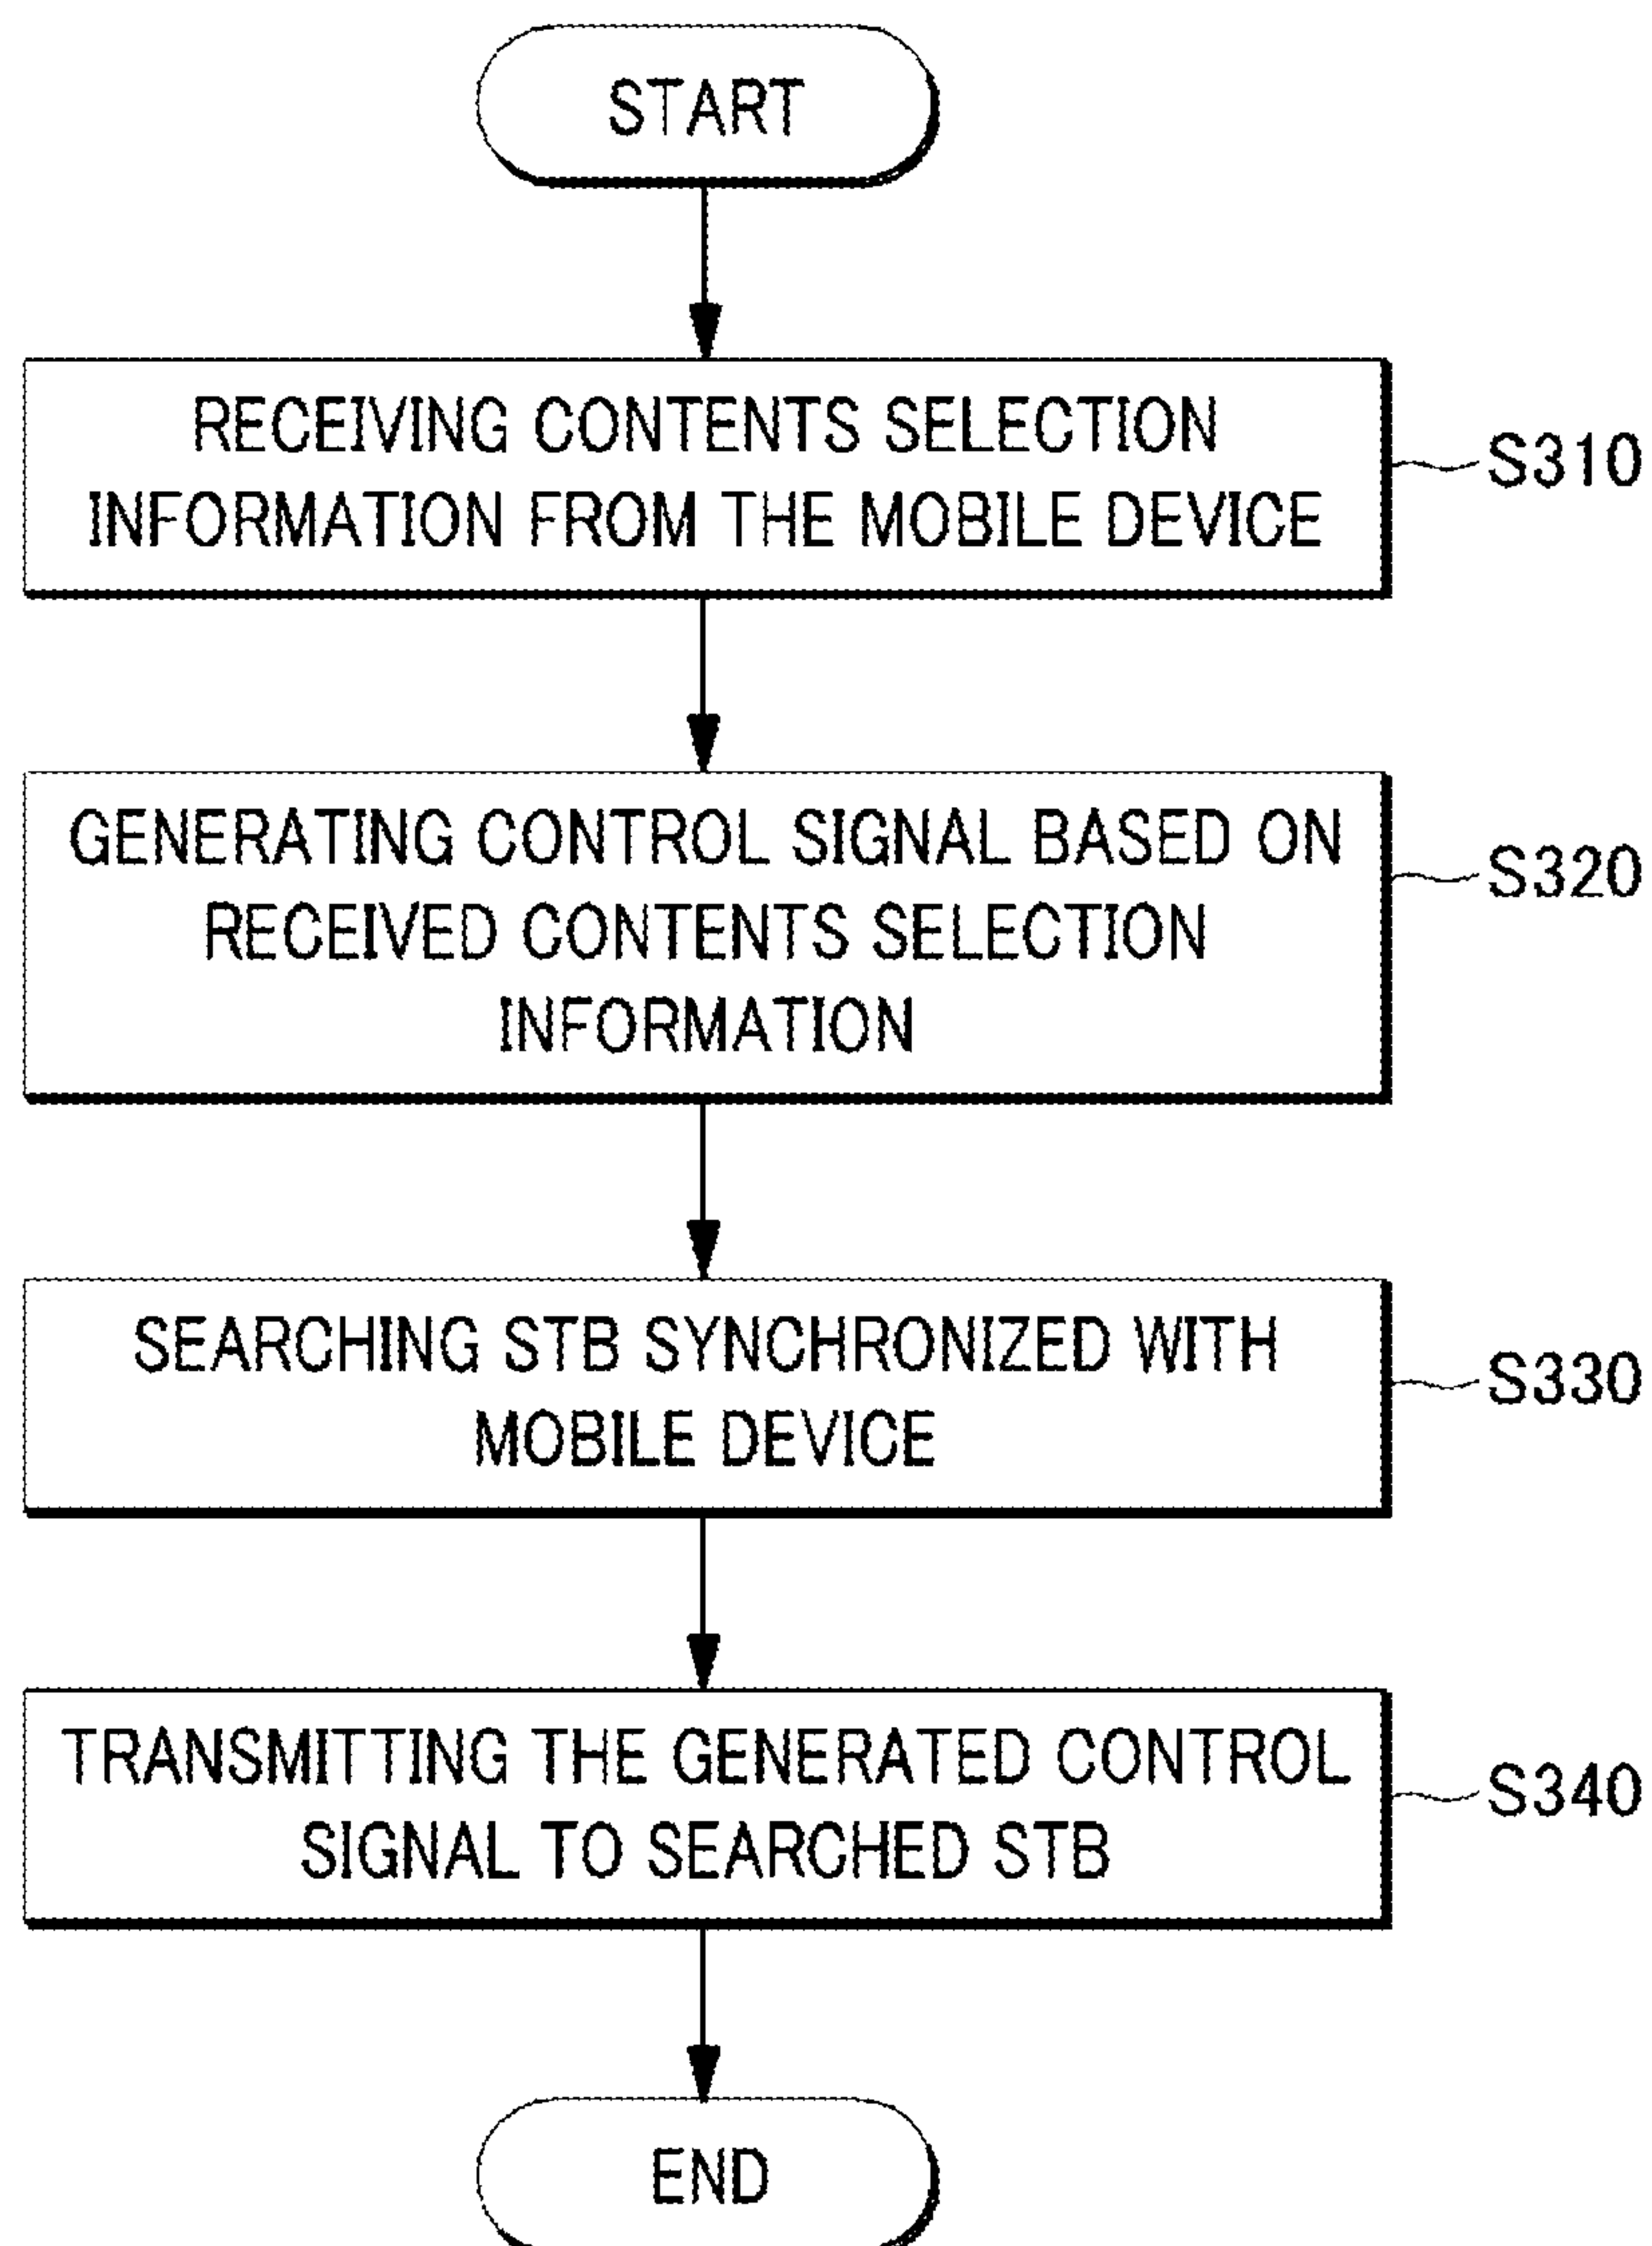 START
RECEIVING CONTENTS SELECTION
INFORMATION FROM THE MOBILE DEVICE
S310
GENERATING CONTROL SIGNAL BASED ON
RECEIVED CONTENTS SELECTION
INFORMATION
S320
SEARCHING STB SYNCHRONIZED WITH
MOBILE DEVICE
S330
TRANSMITTING THE GENERATED CONTROL
SIGNAL TO SEARCHED STB
S340
END